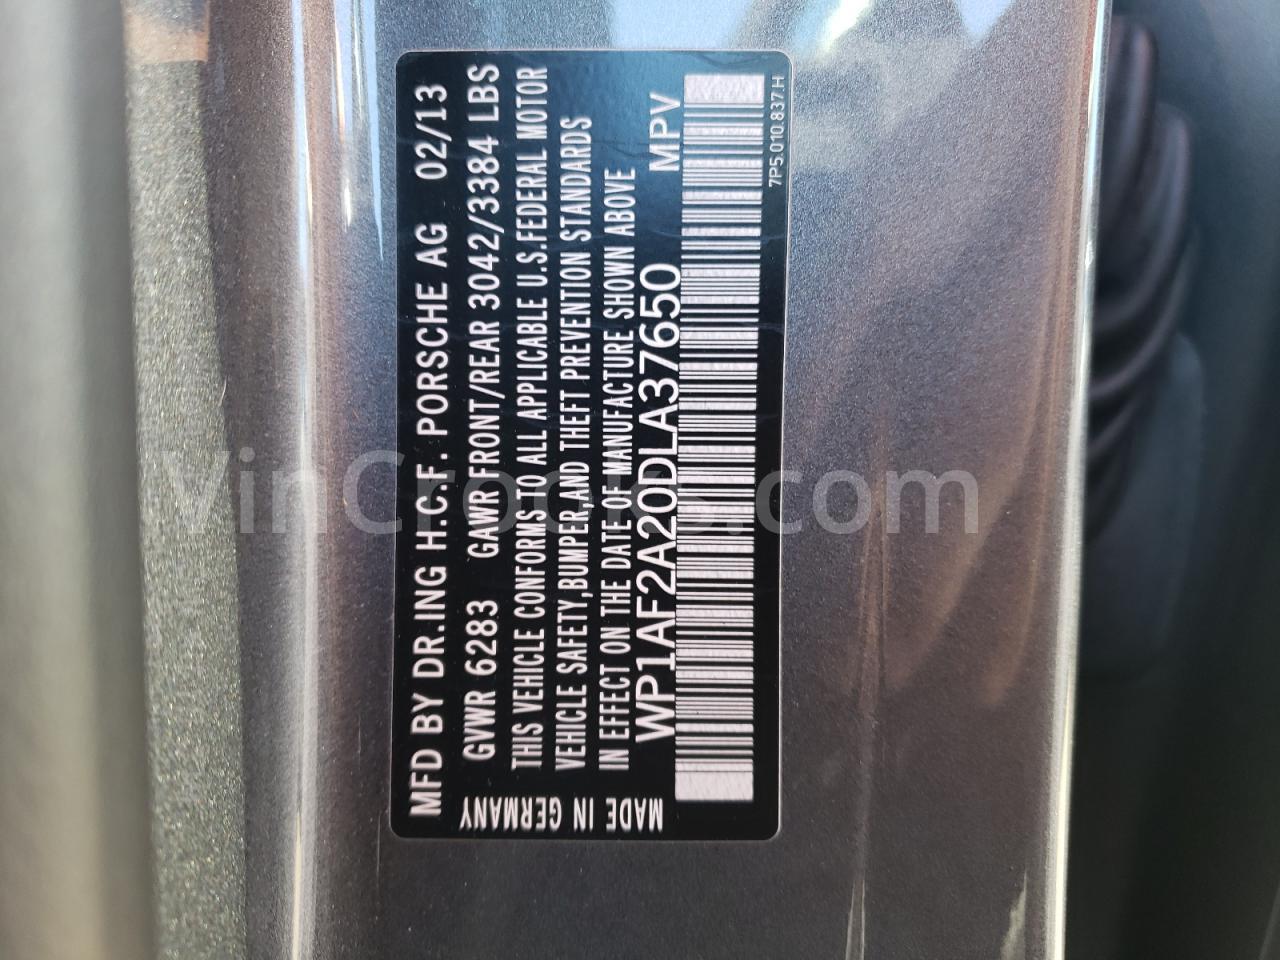 MFD BY DR.ING H.C.F. PORSCHE AG 02/13
GVWR 6283 GAWR FRONT/REAR 3042/3384 LBS
THIS VEHICLE CONFORMS TO ALL APPLICABLE U.S.FEDERAL MOTOR
VEHICLE SAFETY,BUMPER,AND THEFT PREVENTION STANDARDS
IN EFFECT ON THE DATE OF MANUFACTURE SHOWN ABOVE
WP1AF2A20DLA37650 MPV
MADE IN GERMANY
7P5.010.837.H
VinCrooks.com